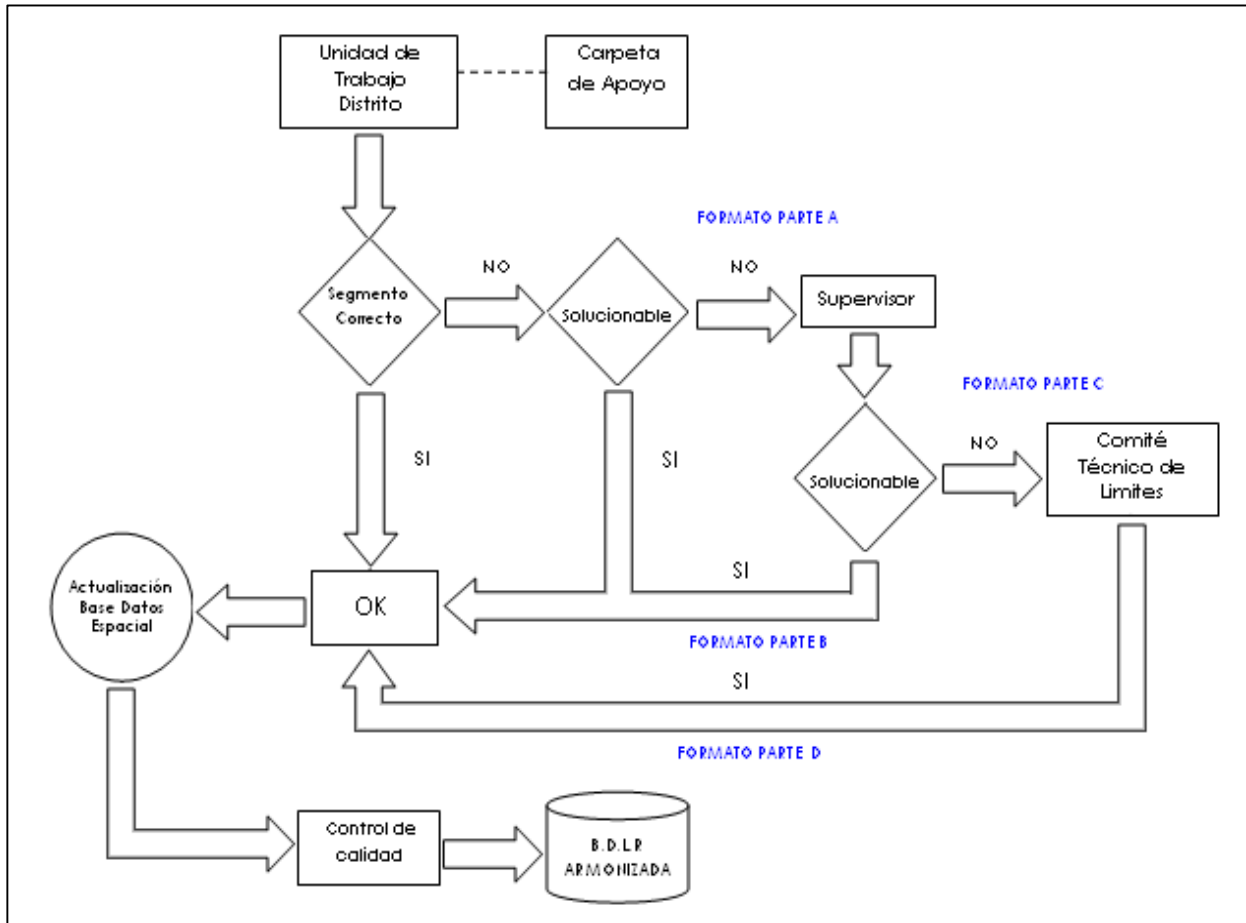 Unidad de
Trabajo
Distrito
Carpeta
de Apoyo
FORMATO PARTE A
NO
NO
Segmento
Correcto
Solucionable
Supervisor
FORMATO PARTE C
SI
SI
NO
Solucionable
Comité
Técnico de
Limites
Actualización
Base Datos
Espacial
OK
SI
FORMATO PARTE B
SI
FORMATO PARTE D
Control de
calidad
B.D.L.R
ARMONIZADA